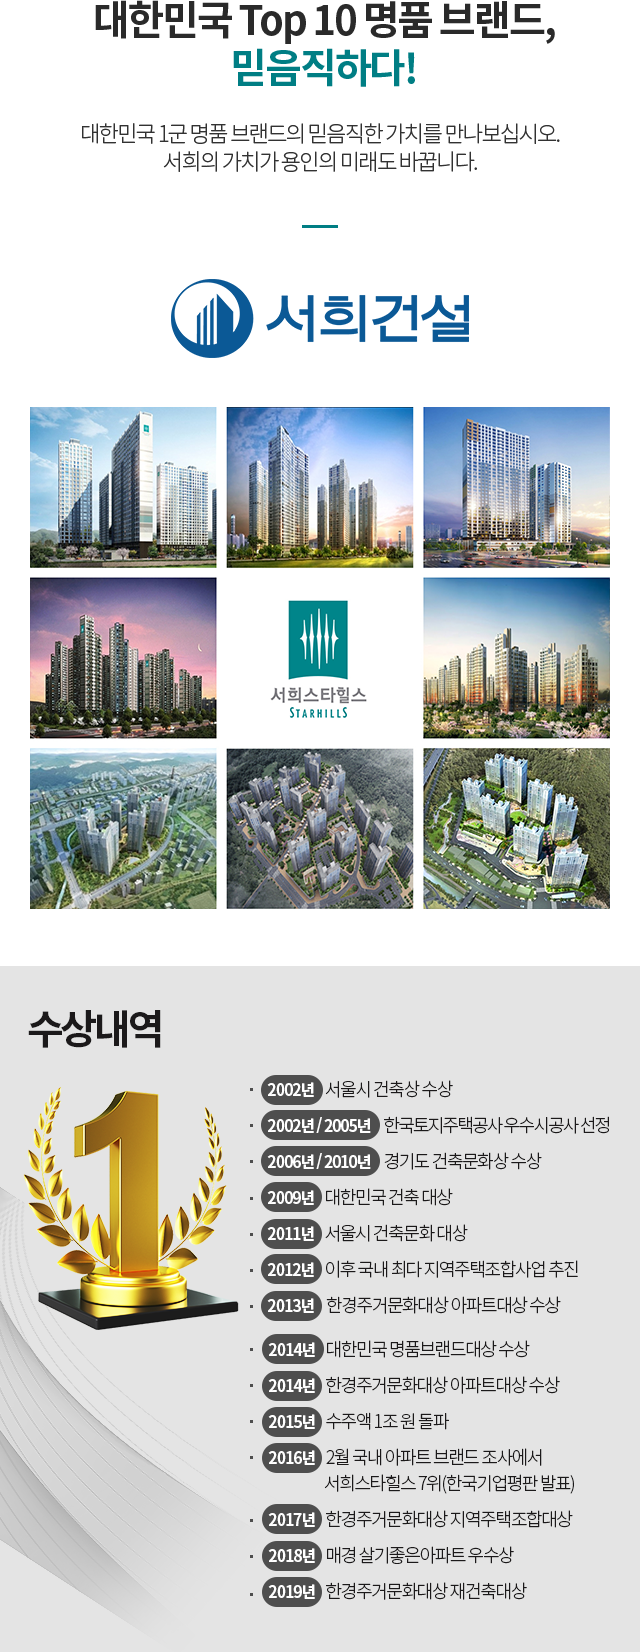 대한민국 Top 10 명품 브랜드,
믿음직하다!
대한민국 1군 명품 브랜드의 믿음직한 가치를 만나보십시오.
서희의 가치가 용인의 미래도 바꿉니다.
서희건설
서희스타힐스
STARHILLS
수상내역
· 2002년 서울시 건축상 수상
· 2002년 / 2005년 한국토지주택공사 우수시공사 선정
· 2006년 / 2010년 경기도 건축문화상 수상
· 2009년 대한민국 건축 대상
· 2011년 서울시 건축문화 대상
· 2012년 이후 국내 최다 지역주택조합사업 추진
· 2013년 한경주거문화대상 아파트대상 수상
· 2014년 대한민국 명품브랜드대상 수상
· 2014년 한경주거문화대상 아파트대상 수상
· 2015년 수주액 1조 원 돌파
· 2016년 2월 국내 아파트 브랜드 조사에서
서희스타힐스 7위(한국기업평판 발표)
· 2017년 한경주거문화대상 지역주택조합대상
· 2018년 매경 살기좋은아파트 우수상
· 2019년 한경주거문화대상 재건축대상
1